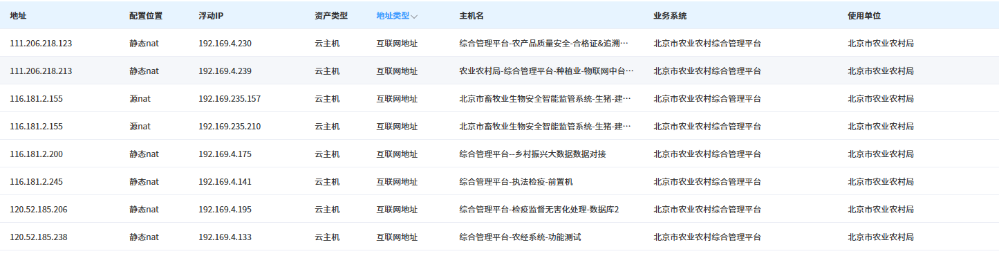 地址 配置位置 浮动IP 资产类型 地址类型 主机名 业务系统 使用单位
111.206.218.123 静态nat 192.169.4.230 云主机 互联网地址 综合管理平台-农产品质量安全-合格证&追溯… 北京市农业农村综合管理平台 北京市农业农村局
111.206.218.213 静态nat 192.169.4.239 云主机 互联网地址 农业农村局-综合管理平台-种植业-物联网中台… 北京市农业农村综合管理平台 北京市农业农村局
116.181.2.155 源nat 192.169.235.157 云主机 互联网地址 北京市畜牧业生物安全智能监管系统-生猪-建… 北京市农业农村综合管理平台 北京市农业农村局
116.181.2.155 源nat 192.169.235.210 云主机 互联网地址 北京市畜牧业生物安全智能监管系统-生猪-建… 北京市农业农村综合管理平台 北京市农业农村局
116.181.2.200 静态nat 192.169.4.175 云主机 互联网地址 综合管理平台--乡村振兴大数据数据对接 北京市农业农村综合管理平台 北京市农业农村局
116.181.2.245 静态nat 192.169.4.141 云主机 互联网地址 综合管理平台-执法检疫-前置机 北京市农业农村综合管理平台 北京市农业农村局
120.52.185.206 静态nat 192.169.4.195 云主机 互联网地址 综合管理平台-检疫监督无害化处理-数据库2 北京市农业农村综合管理平台 北京市农业农村局
120.52.185.238 静态nat 192.169.4.133 云主机 互联网地址 综合管理平台-农经系统-功能测试 北京市农业农村综合管理平台 北京市农业农村局